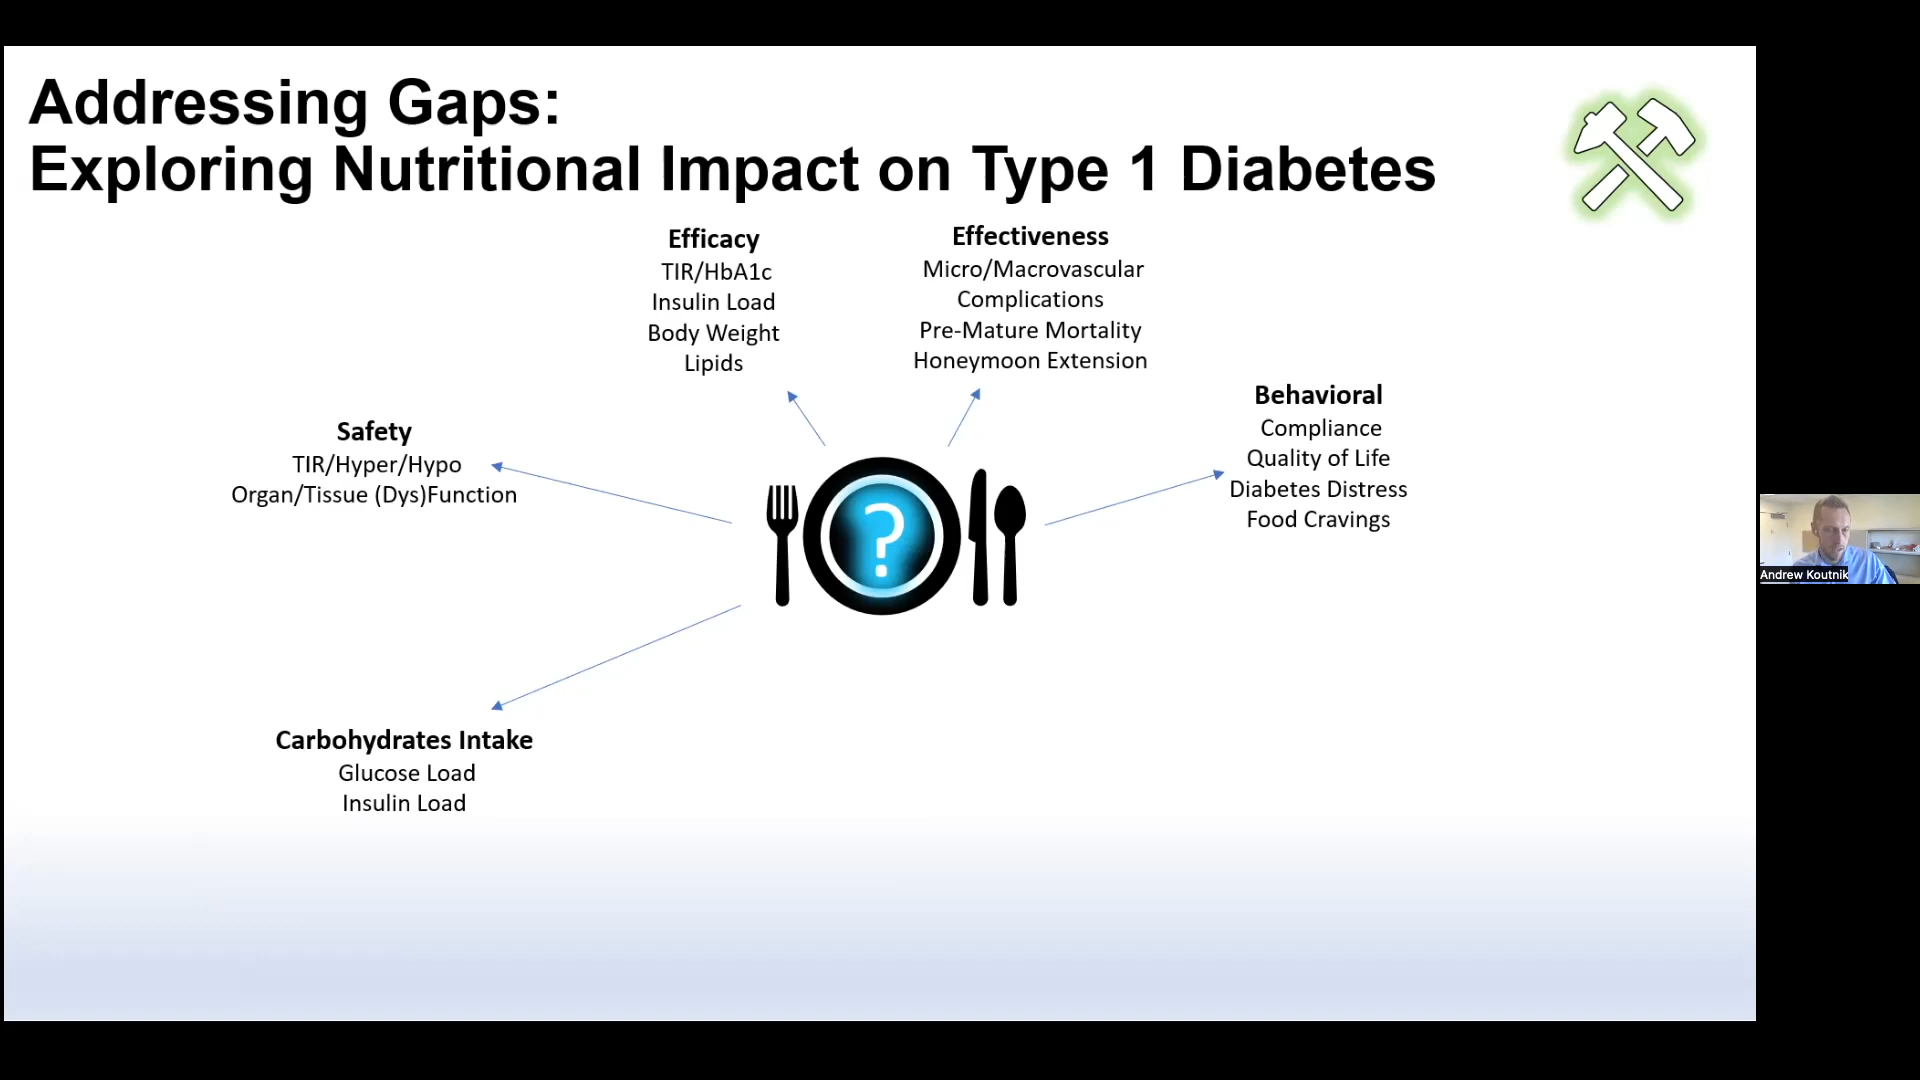 Addressing Gaps:
Exploring Nutritional Impact on Type 1 Diabetes
Efficacy
TIR/HbA1c
Insulin Load
Body Weight
Lipids
Effectiveness
Micro/Macrovascular
Complications
Pre-Mature Mortality
Honeymoon Extension
Behavioral
Compliance
Quality of Life
Diabetes Distress
Food Cravings
Safety
TIR/Hyper/Hypo
Organ/Tissue (Dys)Function
?
Carbohydrates Intake
Glucose Load
Insulin Load
Andrew Koutnik